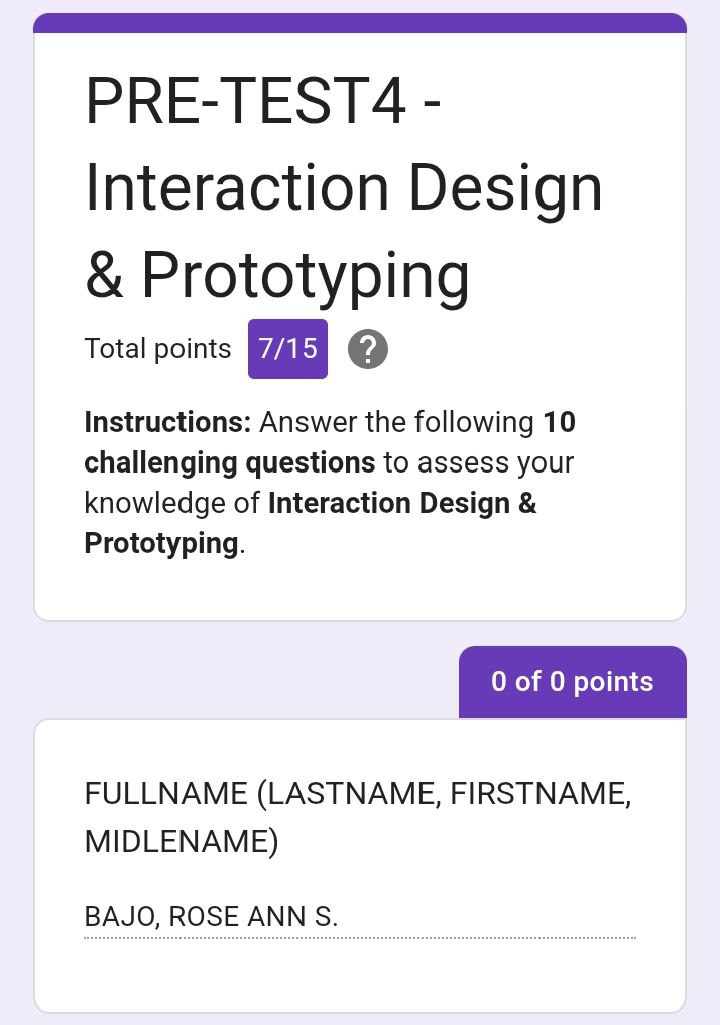 PRE-TEST4 -
Interaction Design
& Prototyping
Total points 7/15 ?
Instructions: Answer the following 10
challenging questions to assess your
knowledge of Interaction Design &
Prototyping.
0 of 0 points
FULLNAME (LASTNAME, FIRSTNAME,
MIDLENAME)
BAJO, ROSE ANN S.